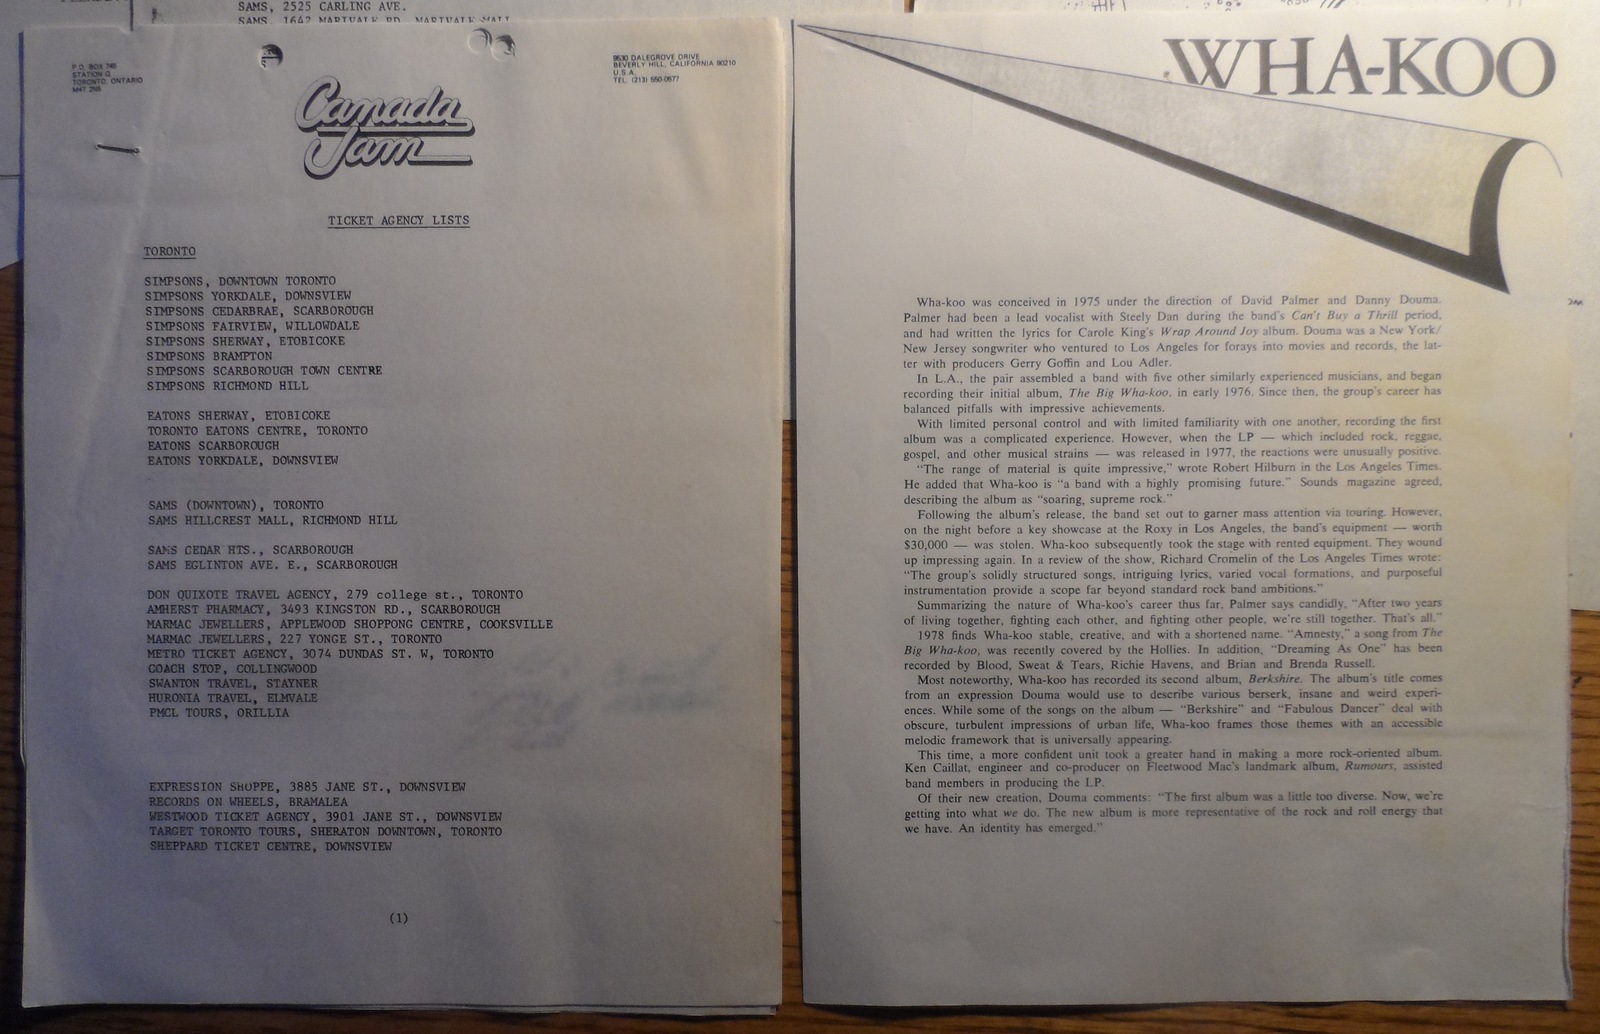 SAMS, 2525 CARLING AVE.
P.O. BOX 746
STATION Q
TORONTO, ONTARIO
M4T 2N5
9530 DALEGROVE DRIVE
BEVERLY HILL, CALIFORNIA 90210
U.S.A.
TEL. (213) 550-0677
Canada
Jam
TICKET AGENCY LISTS
TORONTO
SIMPSONS, DOWNTOWN TORONTO
SIMPSONS YORKDALE, DOWNSVIEW
SIMPSONS CEDARBRAE, SCARBOROUGH
SIMPSONS FAIRVIEW, WILLOWDALE
SIMPSONS SHERWAY, ETOBICOKE
SIMPSONS BRAMPTON
SIMPSONS SCARBOROUGH TOWN CENTRE
SIMPSONS RICHMOND HILL
EATONS SHERWAY, ETOBICOKE
TORONTO EATONS CENTRE, TORONTO
EATONS SCARBOROUGH
EATONS YORKDALE, DOWNSVIEW
SAMS (DOWNTOWN), TORONTO
SAMS HILLCREST MALL, RICHMOND HILL
SAMS CEDAR HTS., SCARBOROUGH
SAMS EGLINTON AVE. E., SCARBOROUGH
DON QUIXOTE TRAVEL AGENCY, 279 college st., TORONTO
AMHERST PHARMACY, 3493 KINGSTON RD., SCARBOROUGH
MARMAC JEWELLERS, APPLEWOOD SHOPPONG CENTRE, COOKSVILLE
MARMAC JEWELLERS, 227 YONGE ST., TORONTO
METRO TICKET AGENCY, 3074 DUNDAS ST. W, TORONTO
COACH STOP, COLLINGWOOD
SWANTON TRAVEL, STAYNER
HURONIA TRAVEL, ELMVALE
PMCL TOURS, ORILLIA
EXPRESSION SHOPPE, 3885 JANE ST., DOWNSVIEW
RECORDS ON WHEELS, BRAMALEA
WESTWOOD TICKET AGENCY, 3901 JANE ST., DOWNSVIEW
TARGET TORONTO TOURS, SHERATON DOWNTOWN, TORONTO
SHEPPARD TICKET CENTRE, DOWNSVIEW
(1)
WHA-KOO
Wha-koo was conceived in 1975 under the direction of David Palmer and Danny Douma.
Palmer had been a lead vocalist with Steely Dan during the band's Can't Buy a Thrill period,
and had written the lyrics for Carole King's Wrap Around Joy album. Douma was a New York/
New Jersey songwriter who ventured to Los Angeles for forays into movies and records, the lat-
ter with producers Gerry Goffin and Lou Adler.
In L.A., the pair assembled a band with five other similarly experienced musicians, and began
recording their initial album, The Big Wha-koo, in early 1976. Since then, the group's career has
balanced pitfalls with impressive achievements.
With limited personal control and with limited familiarity with one another, recording the first
album was a complicated experience. However, when the LP — which included rock, reggae,
gospel, and other musical strains — was released in 1977, the reactions were unusually positive.
"The range of material is quite impressive," wrote Robert Hilburn in the Los Angeles Times.
He added that Wha-koo is "a band with a highly promising future." Sounds magazine agreed,
describing the album as "soaring, supreme rock."
Following the album's release, the band set out to garner mass attention via touring. However,
on the night before a key showcase at the Roxy in Los Angeles, the band's equipment — worth
$30,000 — was stolen. Wha-koo subsequently took the stage with rented equipment. They wound
up impressing again. In a review of the show, Richard Cromelin of the Los Angeles Times wrote:
"The group's solidly structured songs, intriguing lyrics, varied vocal formations, and purposeful
instrumentation provide a scope far beyond standard rock band ambitions."
Summarizing the nature of Wha-koo's career thus far, Palmer says candidly, "After two years
of living together, fighting each other, and fighting other people, we're still together. That's all."
1978 finds Wha-koo stable, creative, and with a shortened name. "Amnesty," a song from The
Big Wha-koo, was recently covered by the Hollies. In addition, "Dreaming As One" has been
recorded by Blood, Sweat & Tears, Richie Havens, and Brian and Brenda Russell.
Most noteworthy, Wha-koo has recorded its second album, Berkshire. The album's title comes
from an expression Douma would use to describe various berserk, insane and weird experi-
ences. While some of the songs on the album — "Berkshire" and "Fabulous Dancer" deal with
obscure, turbulent impressions of urban life, Wha-koo frames those themes with an accessible
melodic framework that is universally appearing.
This time, a more confident unit took a greater hand in making a more rock-oriented album.
Ken Caillat, engineer and co-producer on Fleetwood Mac's landmark album, Rumours, assisted
band members in producing the LP.
Of their new creation, Douma comments: "The first album was a little too diverse. Now, we're
getting into what we do. The new album is more representative of the rock and roll energy that
we have. An identity has emerged."